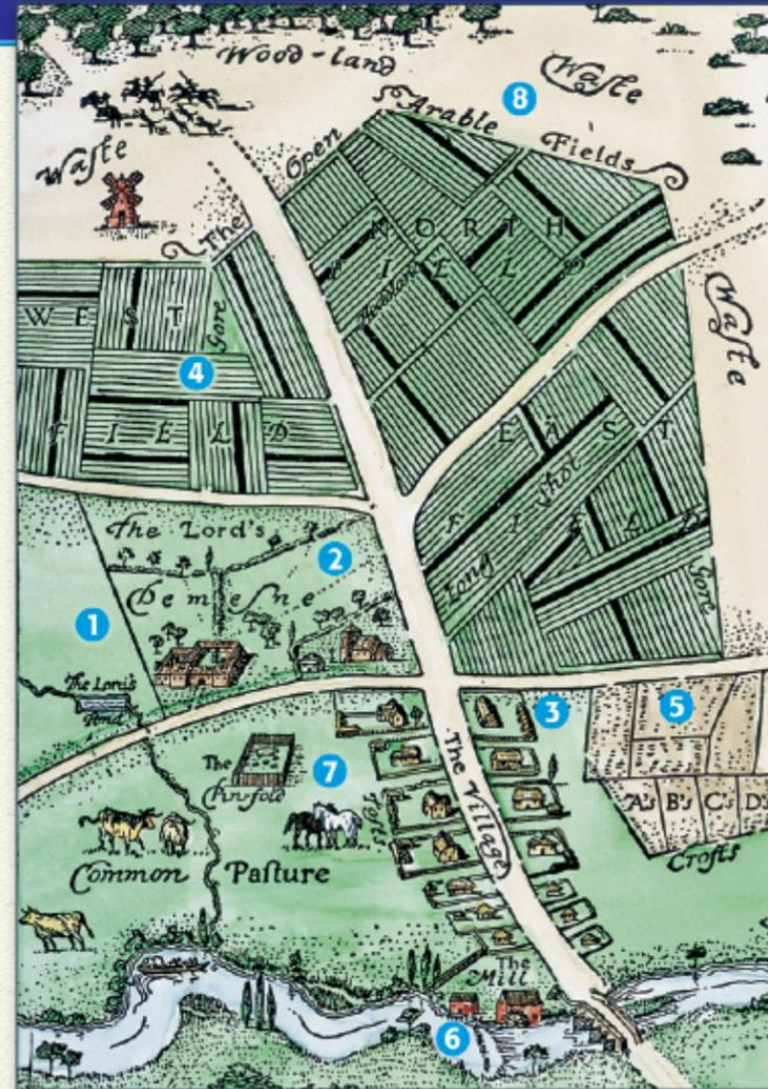 Wood-land
Waſte
8
Arable
Open
Fields
Waſte
The
NORTH
FIELD
WEST
Gore
Waſte
4
FIELD
EAST
FIELD
Long
shot
Gore
The Lord's
2
Demeſne
1
The Lord's
Pond
3
5
The
7
The Village
Tofts
A's B's C's D's
Crofts
Common Paſture
The
Mill
6